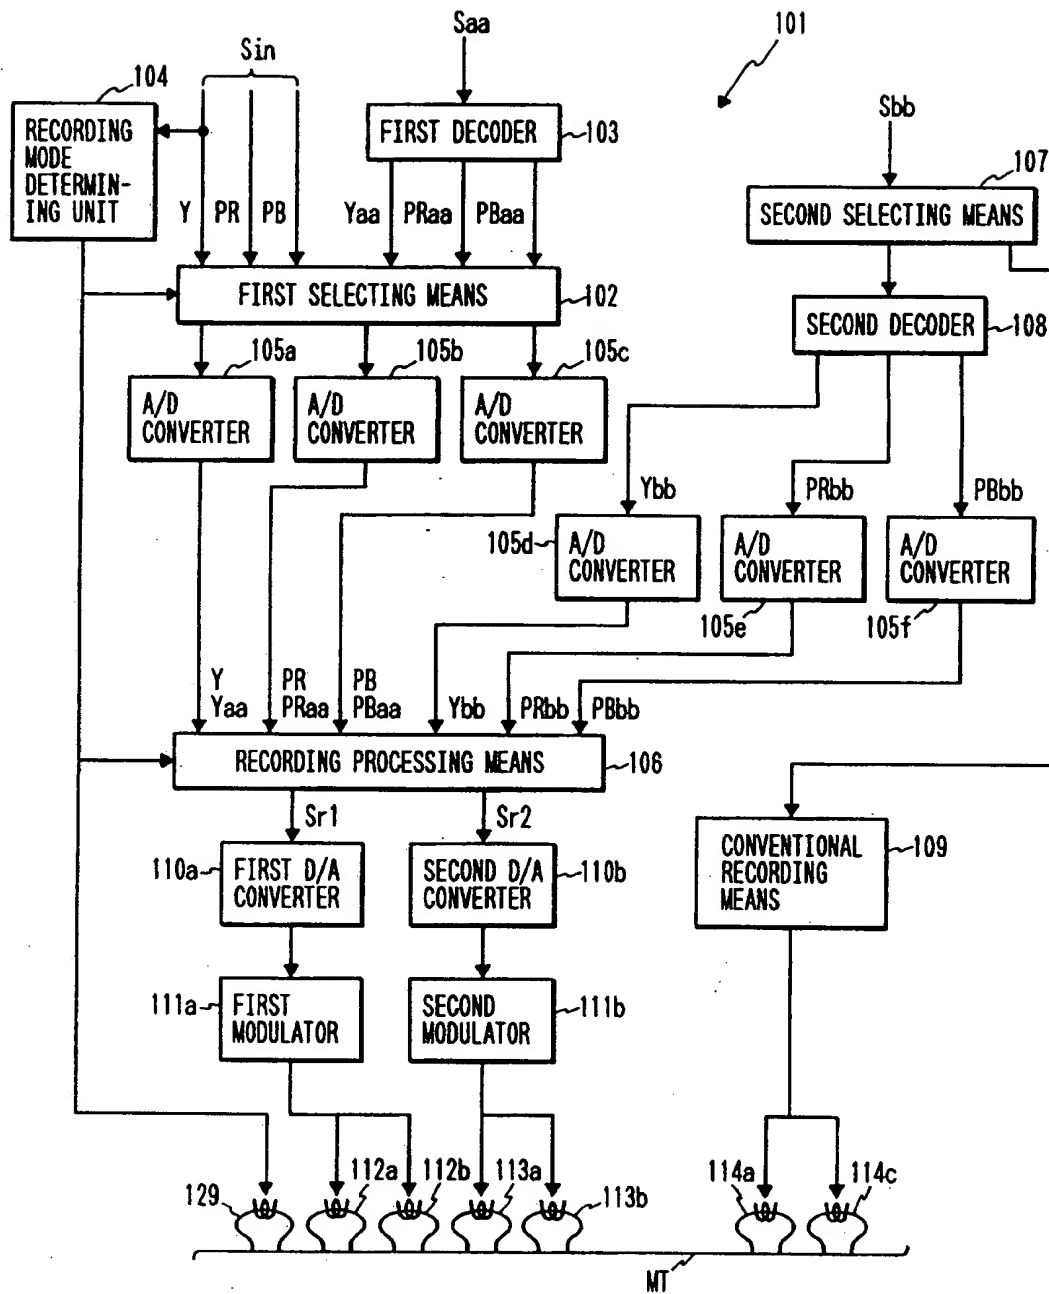 Saa
101
Sin
104
Sbb
RECORDING
MODE
DETERMIN-
ING UNIT
FIRST DECODER
103
107
Y PR PB
Yaa PRaa PBaa
SECOND SELECTING MEANS
FIRST SELECTING MEANS
102
SECOND DECODER
108
105a
105b
105c
A/D
CONVERTER
A/D
CONVERTER
A/D
CONVERTER
Ybb
PRbb
PBbb
105d
A/D
CONVERTER
A/D
CONVERTER
A/D
CONVERTER
105e
105f
Y
Yaa
PR
PRaa
PB
PBaa
Ybb
PRbb
PBbb
RECORDING PROCESSING MEANS
106
Sr1
Sr2
110a
FIRST D/A
CONVERTER
SECOND D/A
CONVERTER
110b
CONVENTIONAL
RECORDING
MEANS
109
111a
FIRST
MODULATOR
SECOND
MODULATOR
111b
129
112a
112b
113a
113b
114a
114c
MT